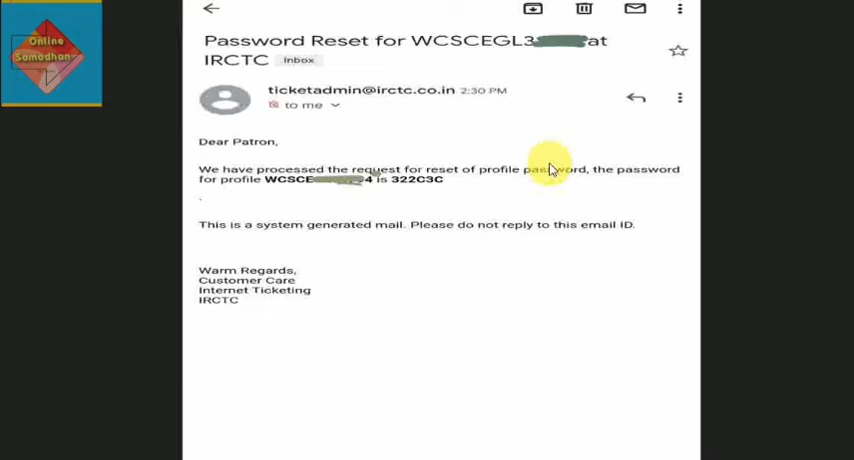 Online
Samadhan
Password Reset for WCSCEGL3 at
IRCTC Inbox
ticketadmin@irctc.co.in 2:30 PM
to me
Dear Patron,
We have processed the request for reset of profile password, the password
for profile WCSCE 4 is 322C3C
.
This is a system generated mail. Please do not reply to this email ID.
Warm Regards,
Customer Care
Internet Ticketing
IRCTC